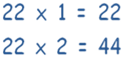 22 x 1 = 22
22 x 2 = 44